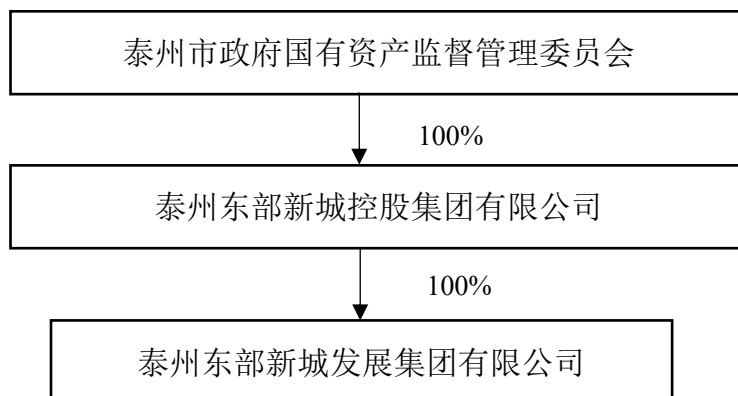 泰州市政府国有资产监督管理委员会
100%
泰州东部新城控股集团有限公司
100%
泰州东部新城发展集团有限公司